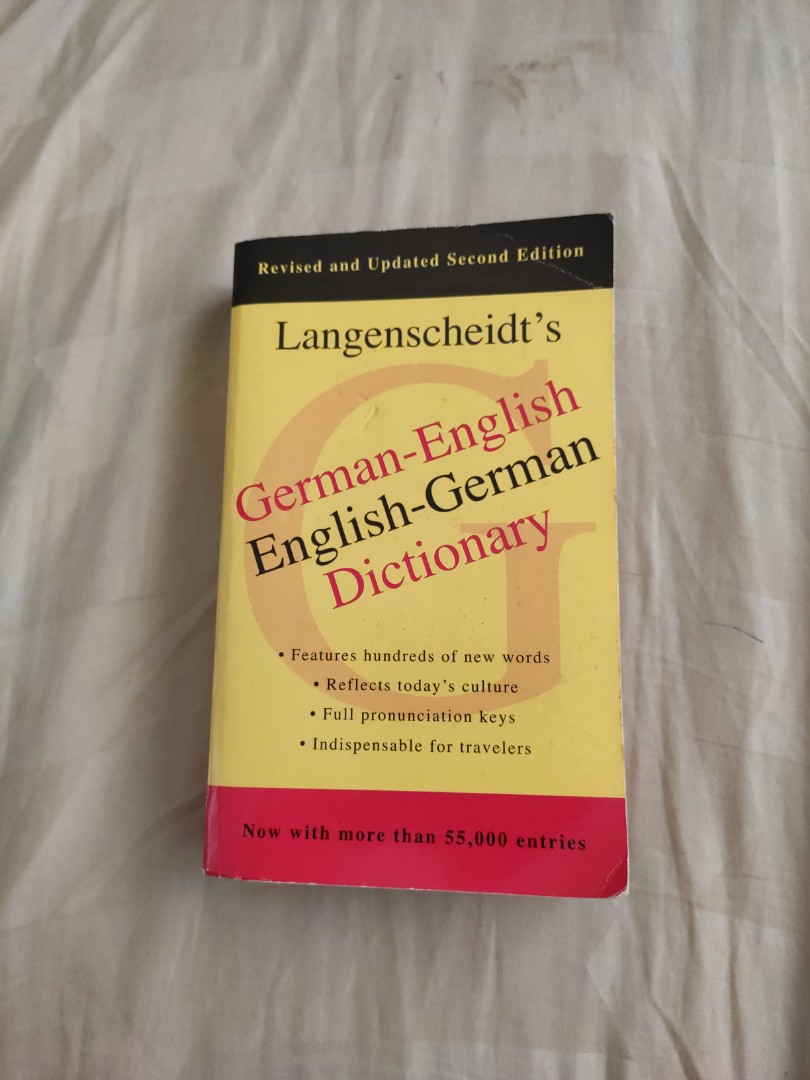 Revised and Updated Second Edition
Langenscheidt's
German-English
English-German
Dictionary
• Features hundreds of new words
• Reflects today's culture
• Full pronunciation keys
• Indispensable for travelers
Now with more than 55,000 entries